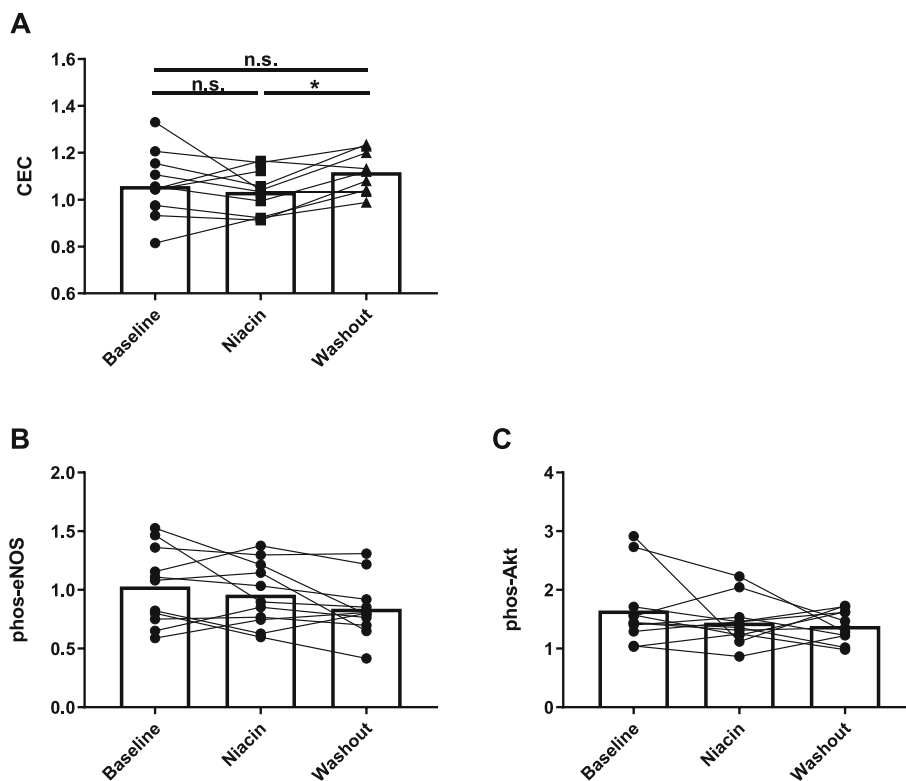 A
n.s.
n.s. *
CEC
1.6
1.4
1.2
1.0
0.8
0.6
Baseline
Niacin
Washout
B
phos-eNOS
2.0
1.5
1.0
0.5
0.0
Baseline
Niacin
Washout
C
phos-Akt
4
3
2
1
0
Baseline
Niacin
Washout